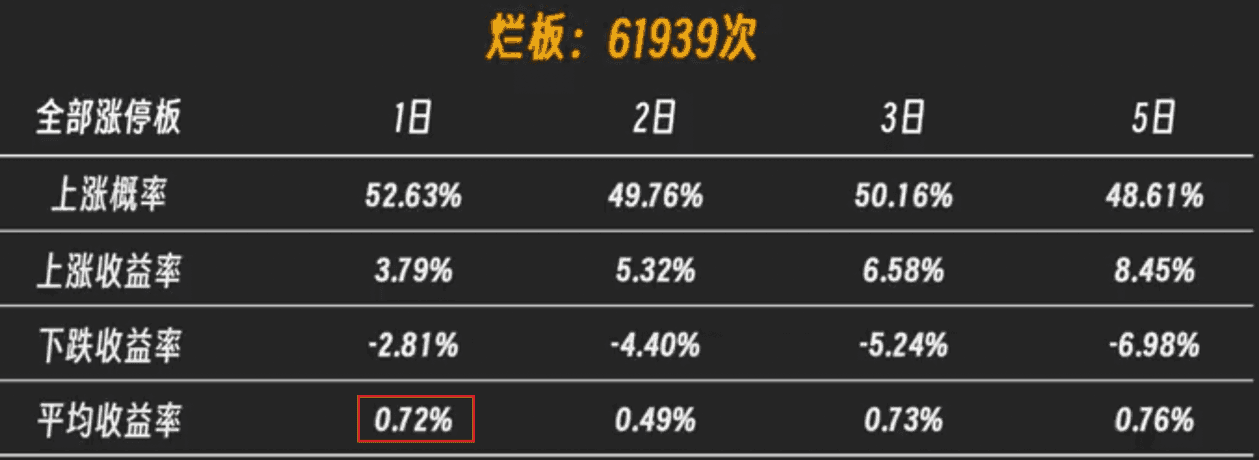 烂板：61939次
全部涨停板 1日 2日 3日 5日
上涨概率 52.63% 49.76% 50.16% 48.61%
上涨收益率 3.79% 5.32% 6.58% 8.45%
下跌收益率 -2.81% -4.40% -5.24% -6.98%
平均收益率 0.72% 0.49% 0.73% 0.76%